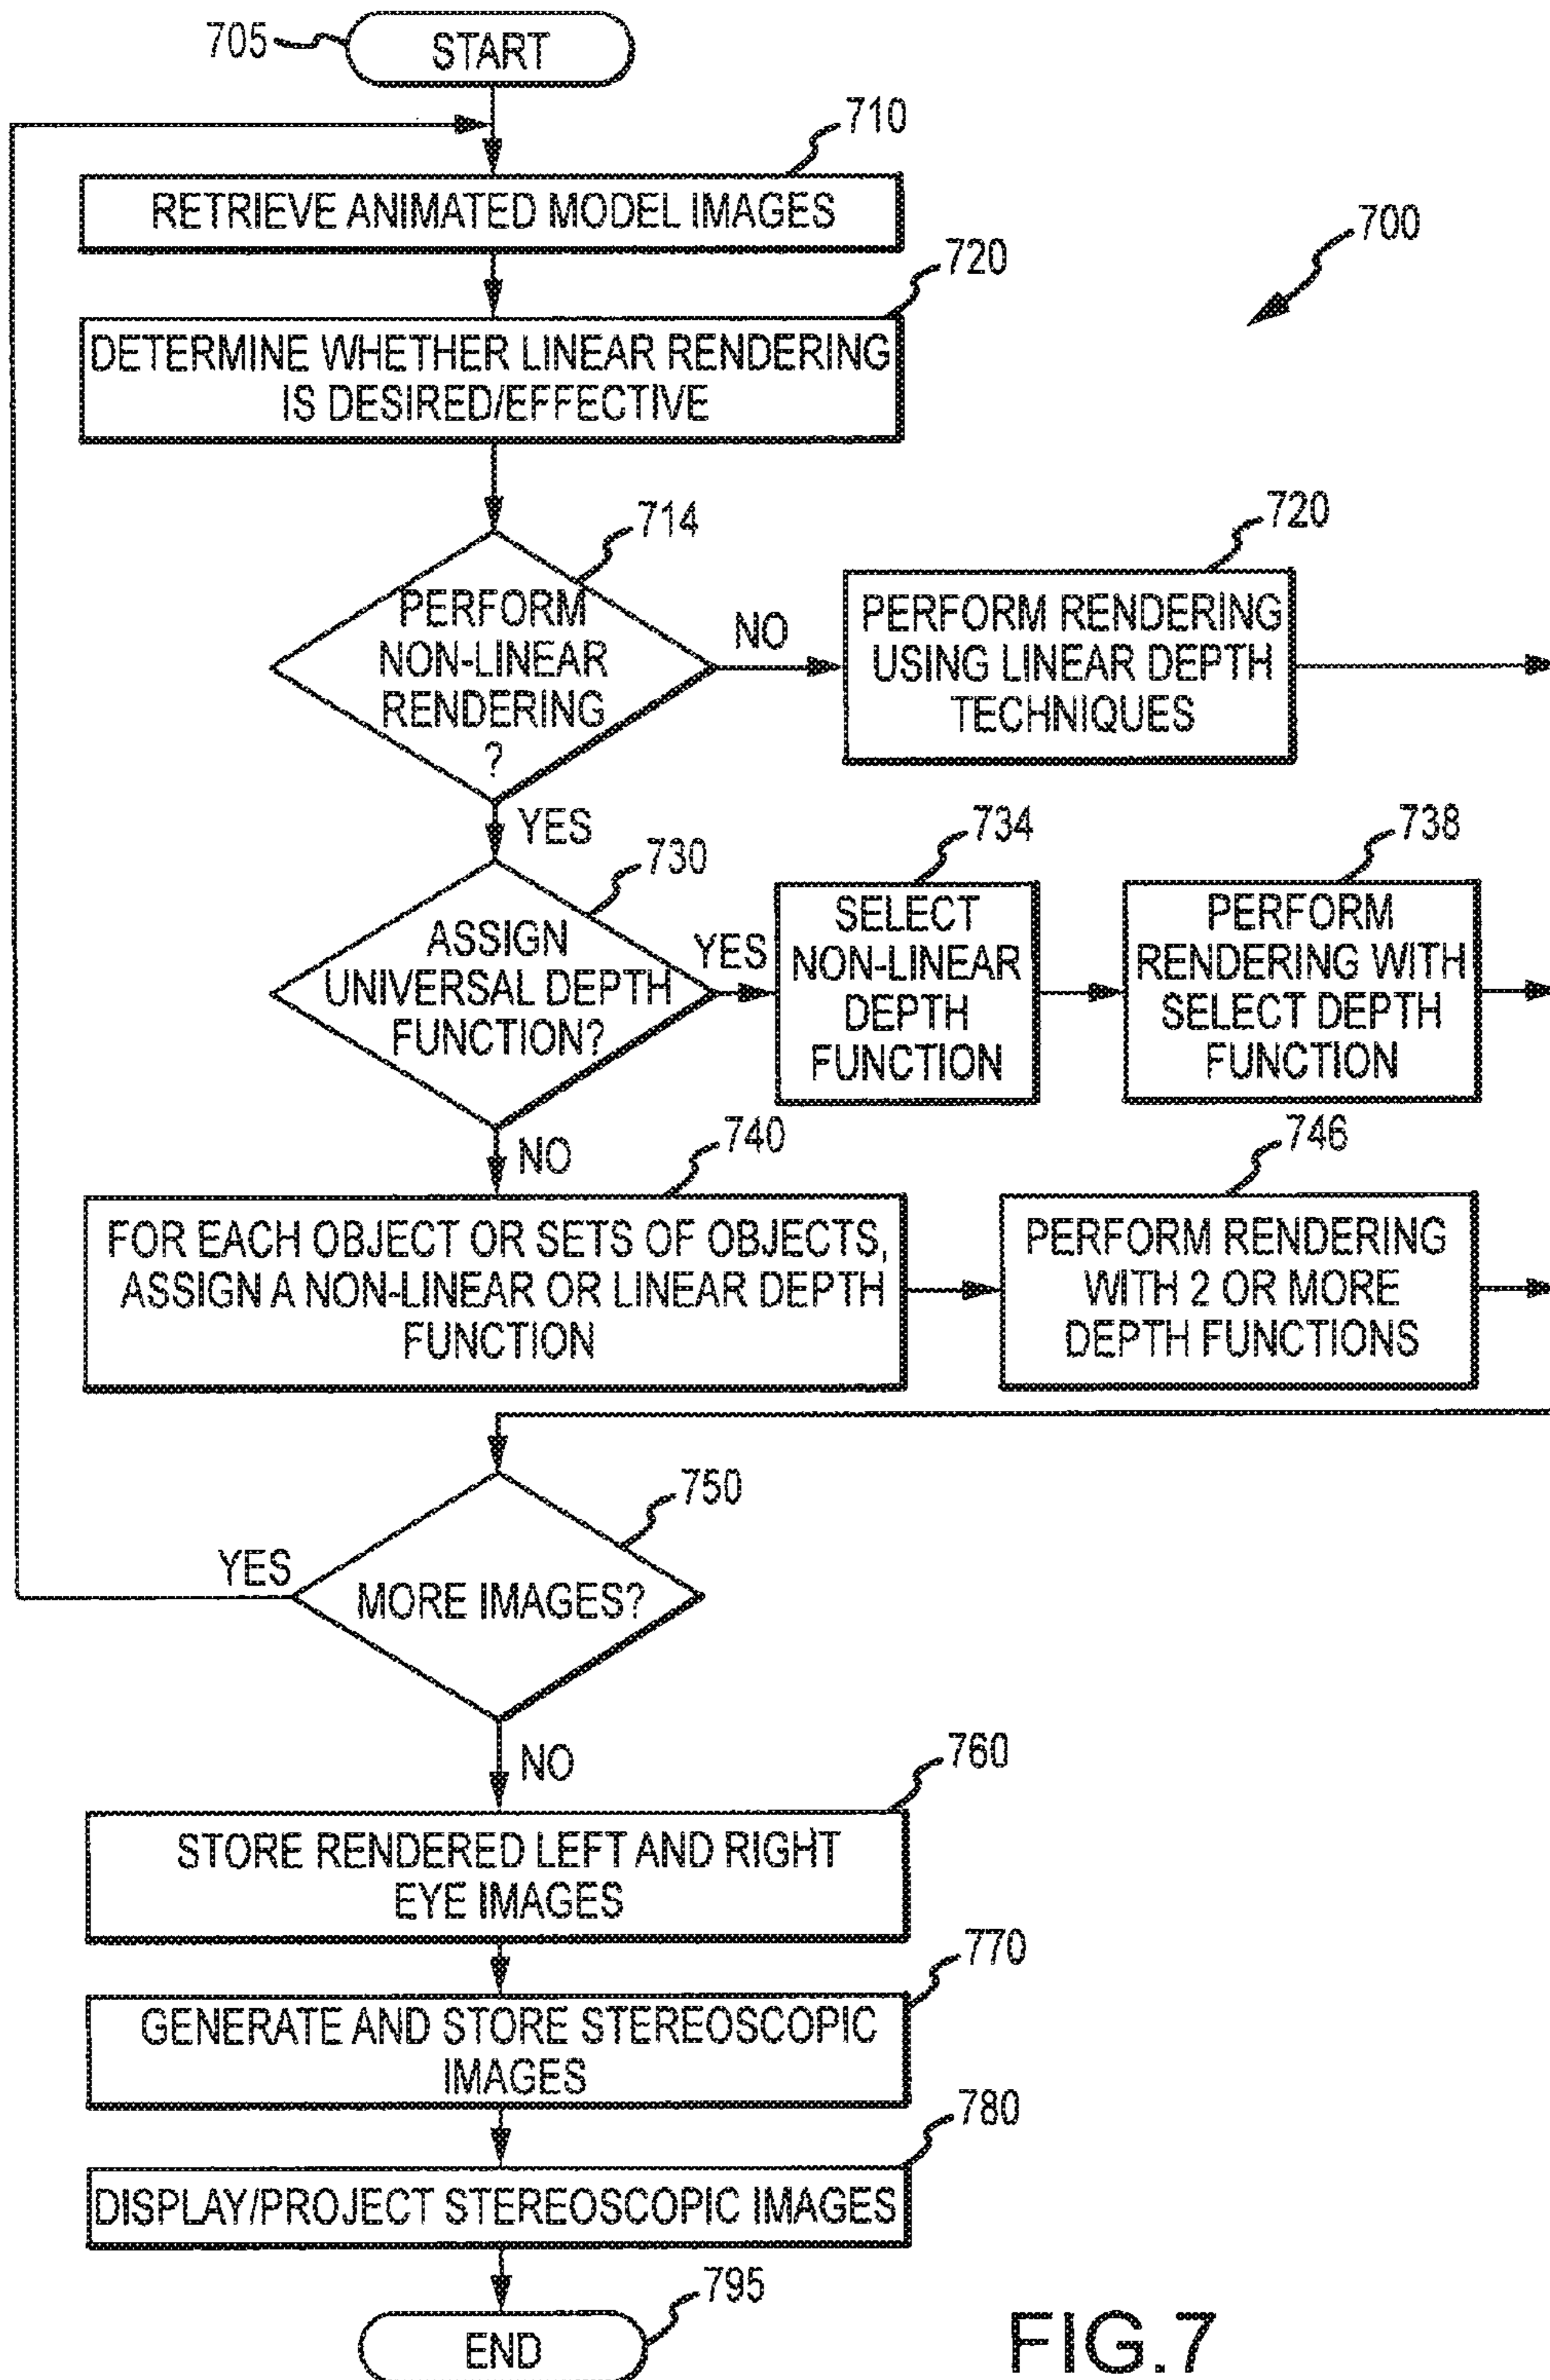 705
START
710
RETRIEVE ANIMATED MODEL IMAGES
700
720
DETERMINE WHETHER LINEAR RENDERING
IS DESIRED/EFFECTIVE
714
PERFORM
NON-LINEAR
RENDERING
?
NO
720
PERFORM RENDERING
USING LINEAR DEPTH
TECHNIQUES
YES
730
ASSIGN
UNIVERSAL DEPTH
FUNCTION?
YES
734
SELECT
NON-LINEAR
DEPTH
FUNCTION
738
PERFORM
RENDERING WITH
SELECT DEPTH
FUNCTION
NO
740
FOR EACH OBJECT OR SETS OF OBJECTS,
ASSIGN A NON-LINEAR OR LINEAR DEPTH
FUNCTION
746
PERFORM RENDERING
WITH 2 OR MORE
DEPTH FUNCTIONS
750
YES
MORE IMAGES?
NO
760
STORE RENDERED LEFT AND RIGHT
EYE IMAGES
770
GENERATE AND STORE STEREOSCOPIC
IMAGES
780
DISPLAY/PROJECT STEREOSCOPIC IMAGES
795
END
FIG.7